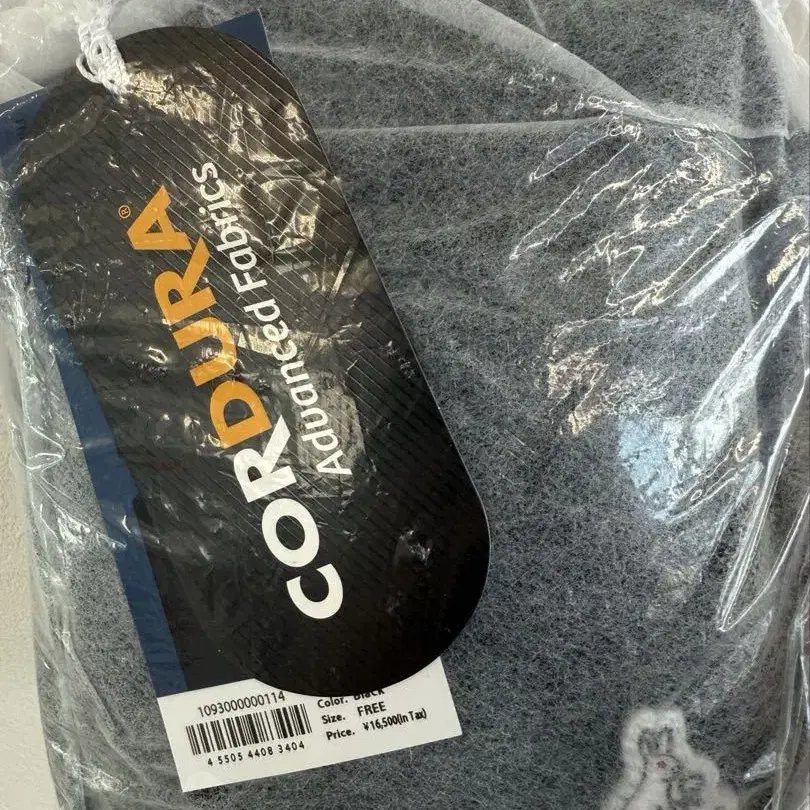 CORDURA®
Advanced Fabrics
1093000000114
4 5505 4408 3404
Color. Black
Size. FREE
Price. ¥16,500(In Tax)